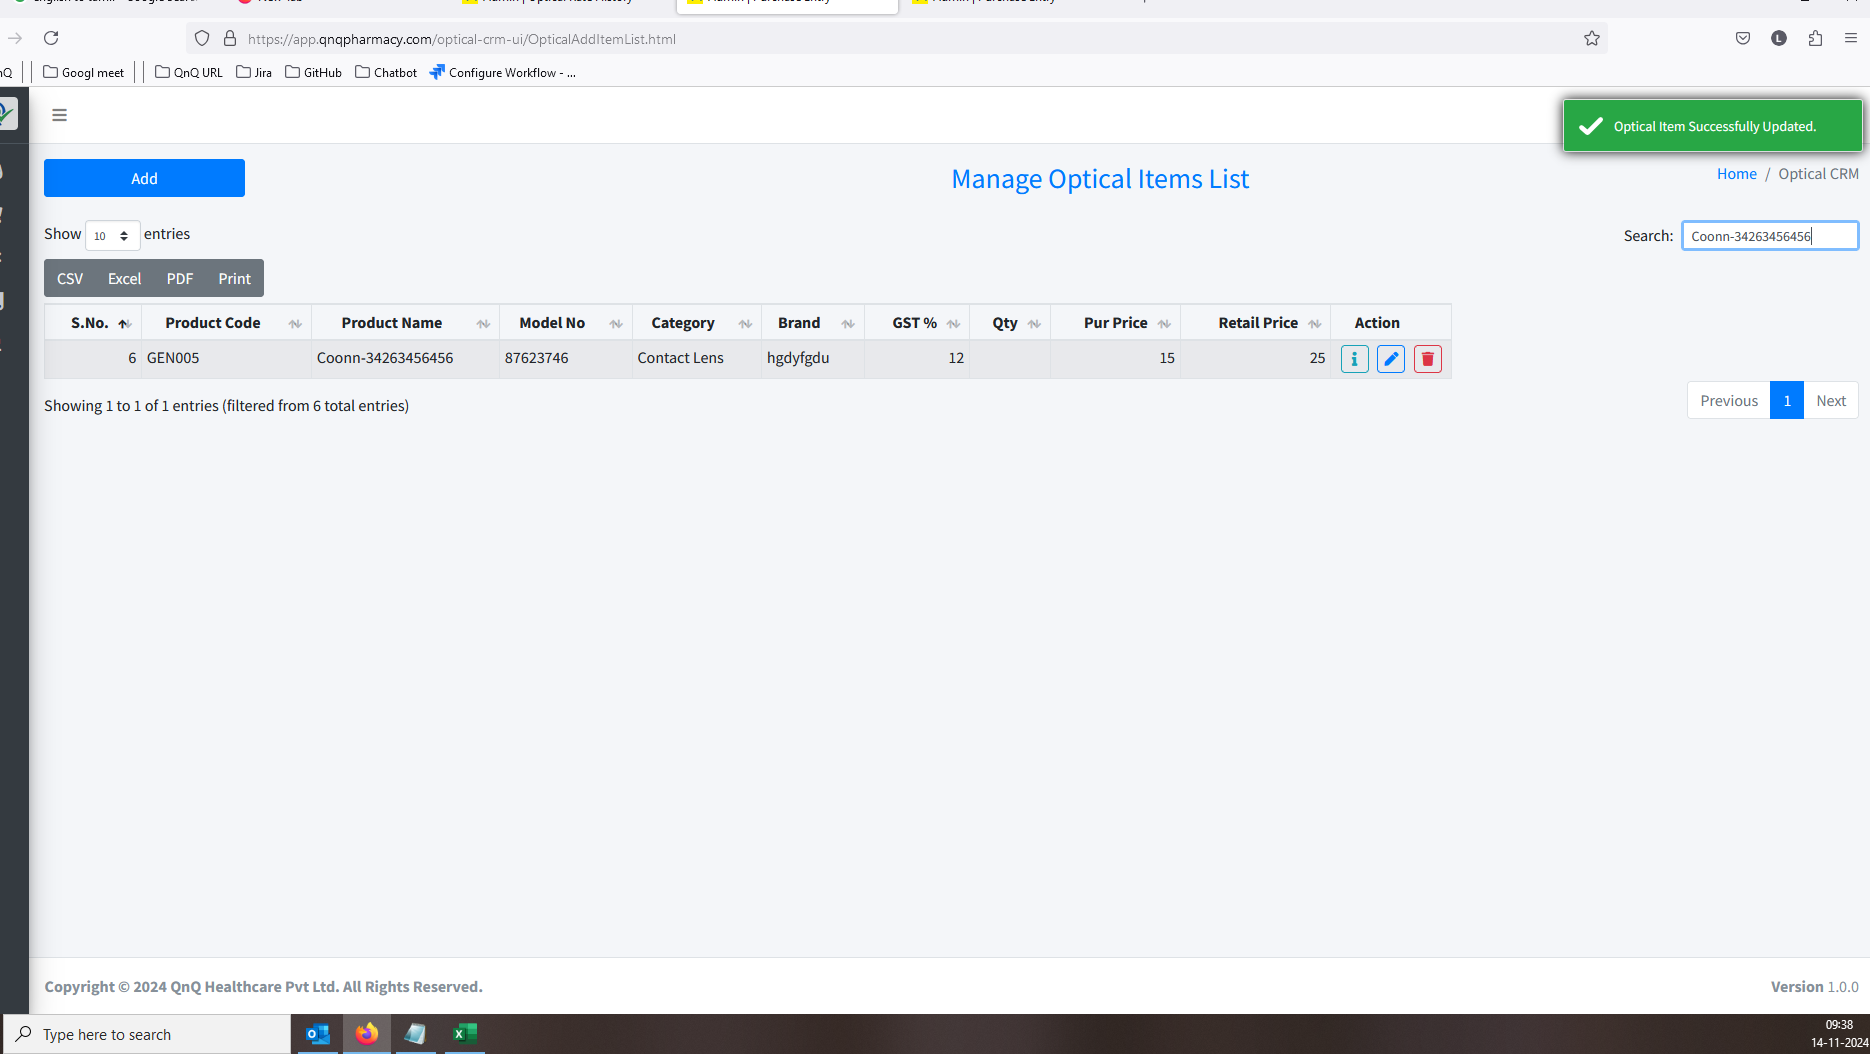 https://app.qnqpharmacy.com/optical-crm-ui/OpticalAddItemList.html
L
Googl meet QnQ URL Jira GitHub Chatbot Configure Workflow - ...
Optical Item Successfully Updated.
Add
Manage Optical Items List
Home / Optical CRM
Show 10 entries
Search: Coonn-34263456456
CSV Excel PDF Print
S.No. Product Code Product Name Model No Category Brand GST % Qty Pur Price Retail Price Action
6 GEN005 Coonn-34263456456 87623746 Contact Lens hgdyfgdu 12 15 25
Showing 1 to 1 of 1 entries (filtered from 6 total entries)
Previous 1 Next
Copyright © 2024 QnQ Healthcare Pvt Ltd. All Rights Reserved.
Version 1.0.0
Type here to search
09:38
14-11-2024